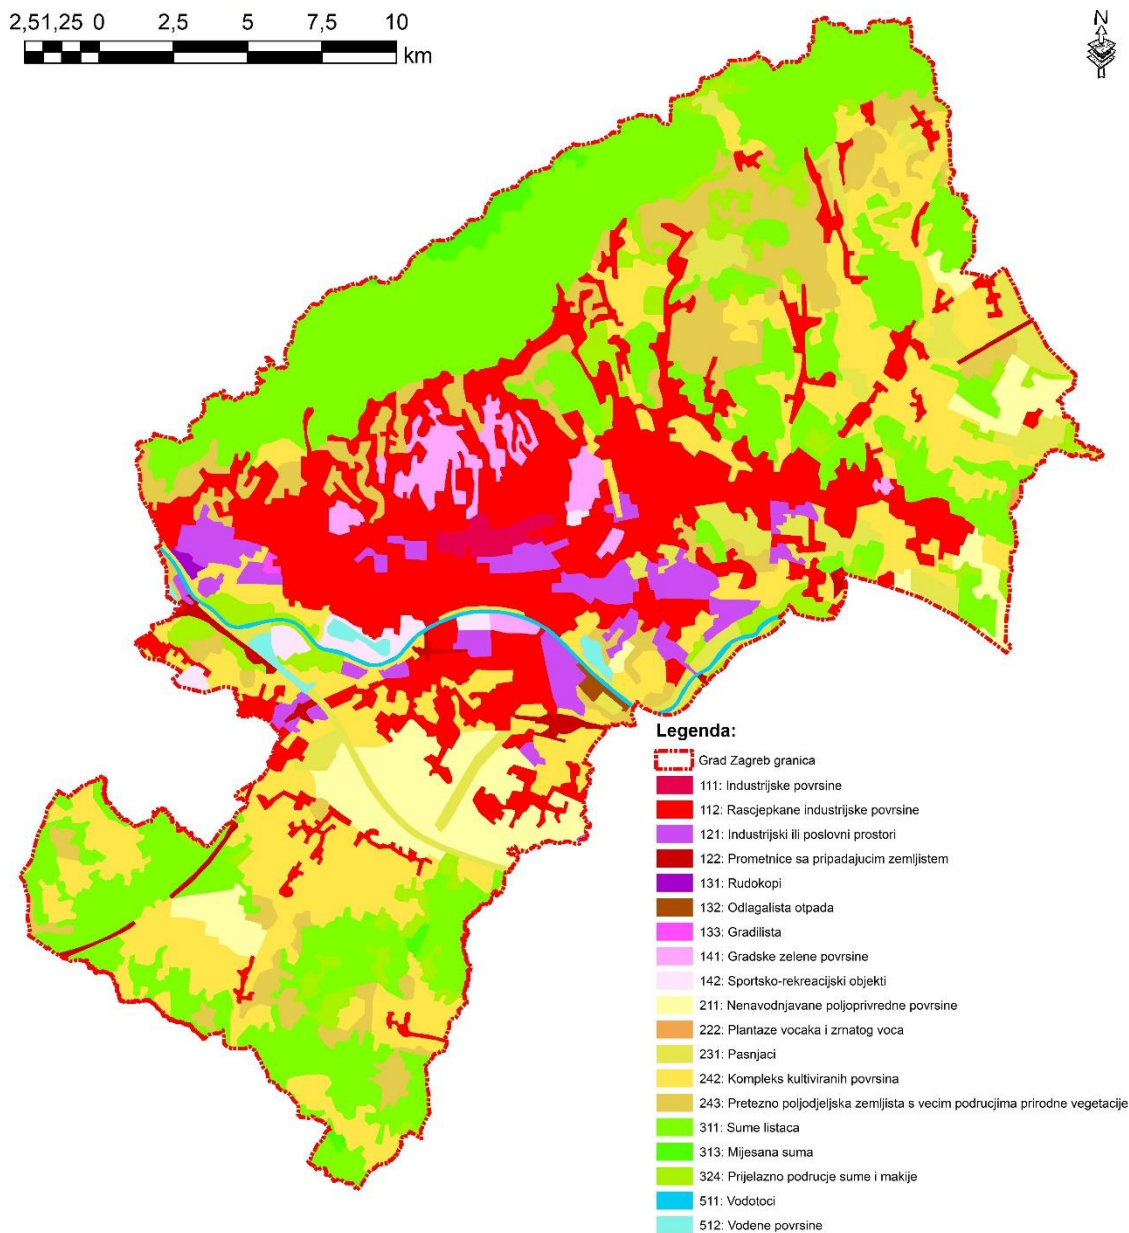 2,51,25 0 2,5 5 7,5 10
km
N
Legenda:
Grad Zagreb granica
111: Industrijske povrsine
112: Rascjepkane industrijske povrsine
121: Industrijski ili poslovni prostori
122: Prometnice sa pripadajucim zemljistem
131: Rudokopi
132: Odlagalista otpada
133: Gradilista
141: Gradske zelene povrsine
142: Sportsko-rekreacijski objekti
211: Nenavodnjavane poljoprivredne povrsine
222: Plantaze vocaka i zrnatog voca
231: Pasnjaci
242: Kompleks kultiviranih povrsina
243: Pretezno poljodjeljska zemljista s vecim podrucjima prirodne vegetacije
311: Sume listaca
313: Mijesana suma
324: Prijelazno podrucje sume i makije
511: Vodotoci
512: Vodene povrsine